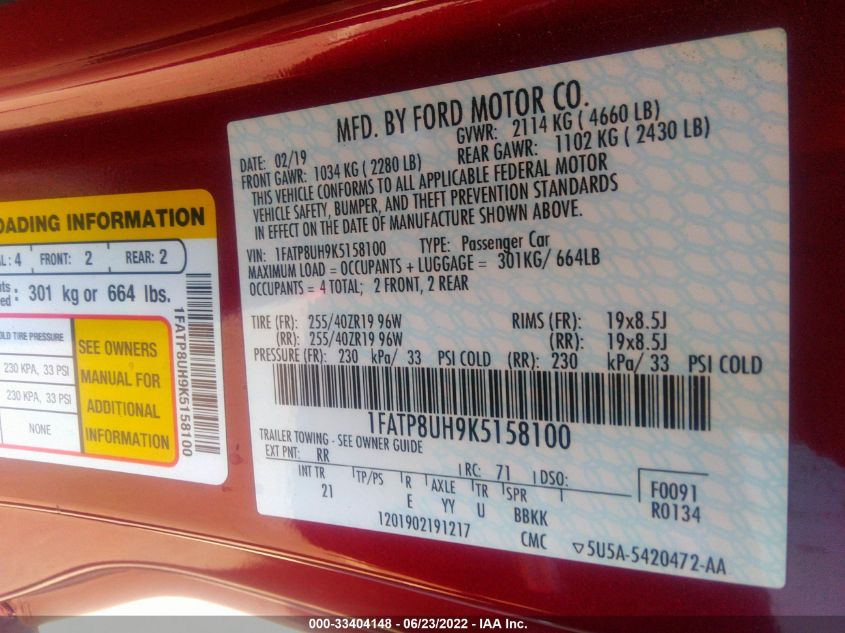 MFD. BY FORD MOTOR CO.
DATE: 02/19 GVWR: 2114 KG ( 4660 LB)
FRONT GAWR: 1034 KG ( 2280 LB) REAR GAWR: 1102 KG ( 2430 LB)
THIS VEHICLE CONFORMS TO ALL APPLICABLE FEDERAL MOTOR
VEHICLE SAFETY, BUMPER, AND THEFT PREVENTION STANDARDS
IN EFFECT ON THE DATE OF MANUFACTURE SHOWN ABOVE.
VIN: 1FATP8UH9K5158100 TYPE: Passenger Car
MAXIMUM LOAD = OCCUPANTS + LUGGAGE = 301KG/ 664LB
OCCUPANTS = 4 TOTAL; 2 FRONT, 2 REAR
TIRE (FR): 255/40ZR19 96W RIMS (FR): 19x8.5J
(RR): 255/40ZR19 96W (RR): 19x8.5J
PRESSURE (FR): 230 kPa/ 33 PSI COLD (RR): 230 kPa/ 33 PSI COLD
1FATP8UH9K5158100
TRAILER TOWING - SEE OWNER GUIDE
EXT PNT: RR RC: 71 DSO:
INT TR TP/PS R AXLE TR SPR F0091
21 E YY U BBKK R0134
1201902191217 CMC ▽5U5A-5420472-AA
OADING INFORMATION
: 4 FRONT: 2 REAR: 2
301 kg or 664 lbs.
TIRE PRESSURE
230 KPA, 33 PSI
230 KPA, 33 PSI
NONE
SEE OWNERS
MANUAL FOR
ADDITIONAL
INFORMATION
1FATP8UH9K5158100
000-33404148 - 06/23/2022 - IAA Inc.